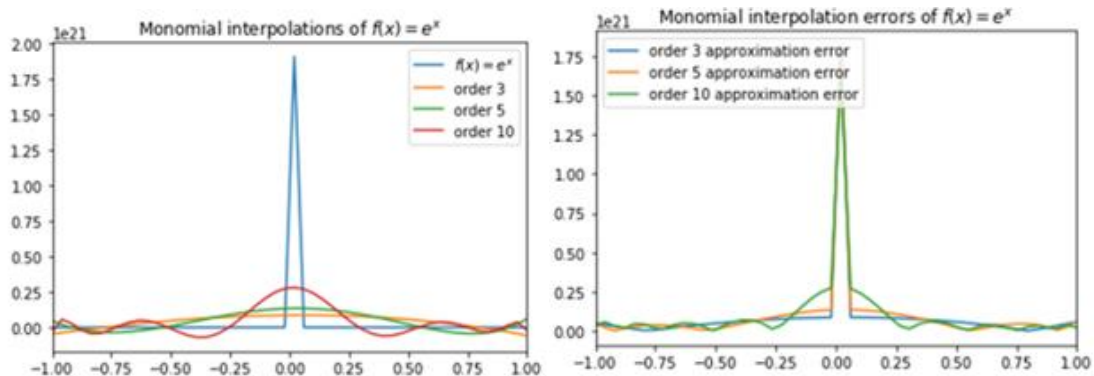 Monomial interpolations of f(x) = e^x
1e21
2.00
1.75
1.50
1.25
1.00
0.75
0.50
0.25
0.00
f(x) = e^x
order 3
order 5
order 10
−1.00 −0.75 −0.50 −0.25 0.00 0.25 0.50 0.75 1.00
Monomial interpolation errors of f(x) = e^x
1e21
1.75
1.50
1.25
1.00
0.75
0.50
0.25
0.00
order 3 approximation error
order 5 approximation error
order 10 approximation error
−1.00 −0.75 −0.50 −0.25 0.00 0.25 0.50 0.75 1.00